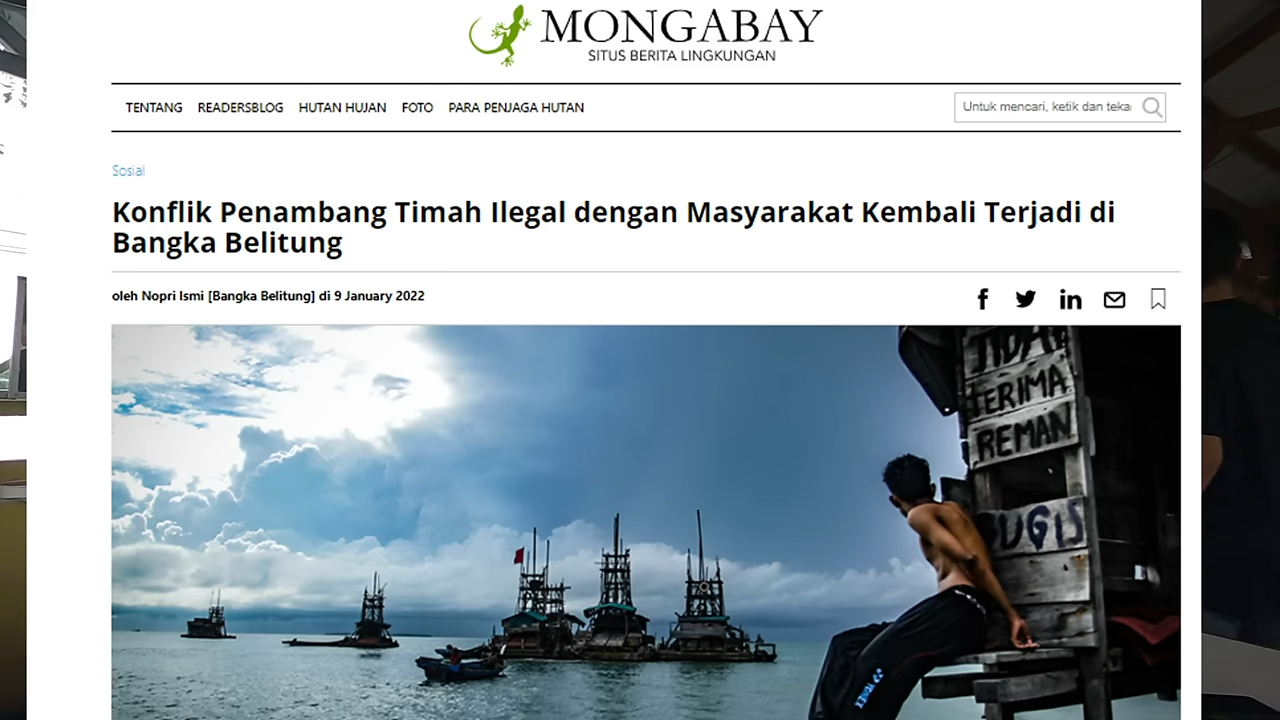 MONGABAY
SITUS BERITA LINGKUNGAN
TENTANG READERSBLOG HUTAN HUJAN FOTO PARA PENJAGA HUTAN
Untuk mencari, ketik dan teka
Sosial
Konflik Penambang Timah Ilegal dengan Masyarakat Kembali Terjadi di
Bangka Belitung
oleh Nopri Ismi [Bangka Belitung] di 9 January 2022
TIDA
TERIMA
REMAN
BUGIS
YONEX